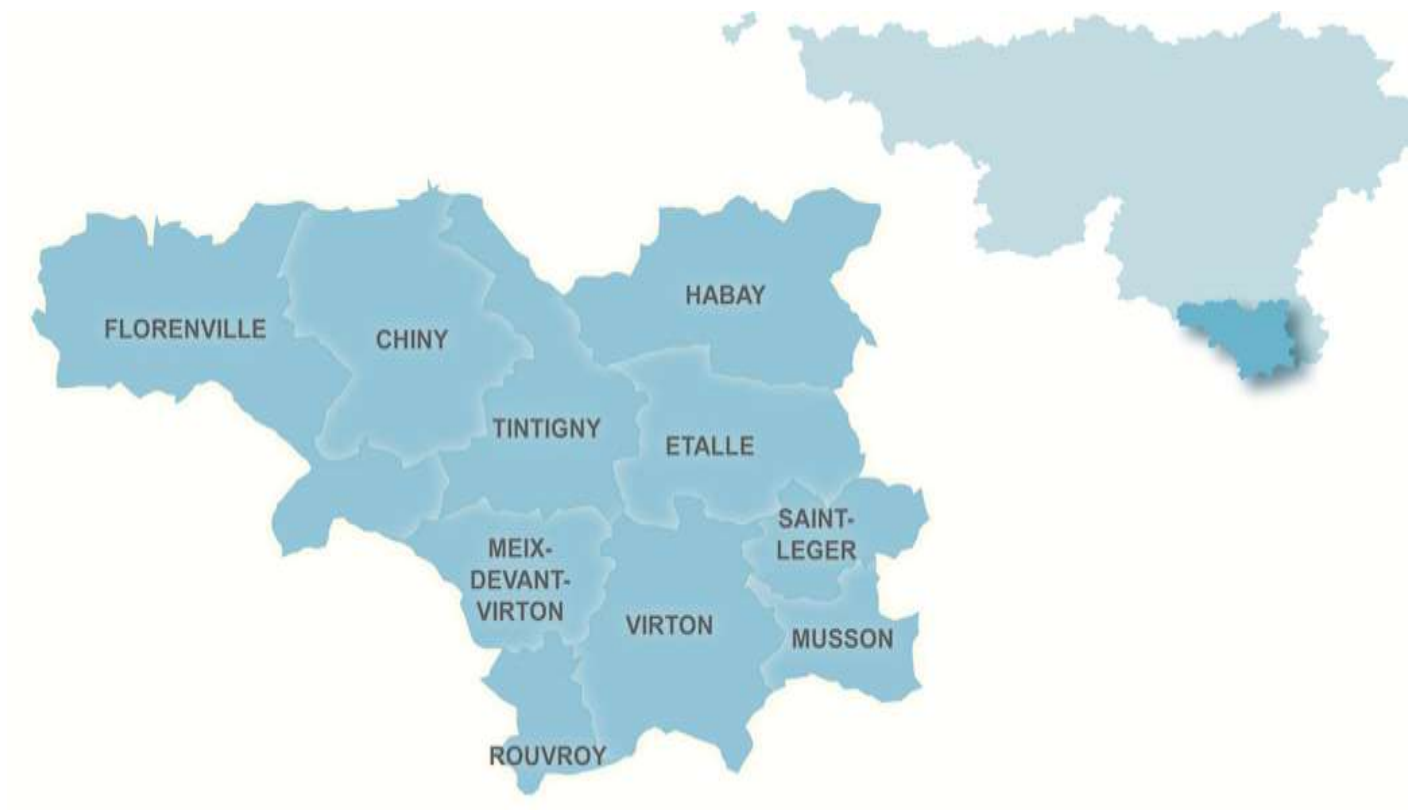 HABAY
FLORENVILLE
CHINY
TINTIGNY
ETALLE
SAINT-
LEGER
MEIX-
DEVANT-
VIRTON
VIRTON
MUSSON
ROUVROY